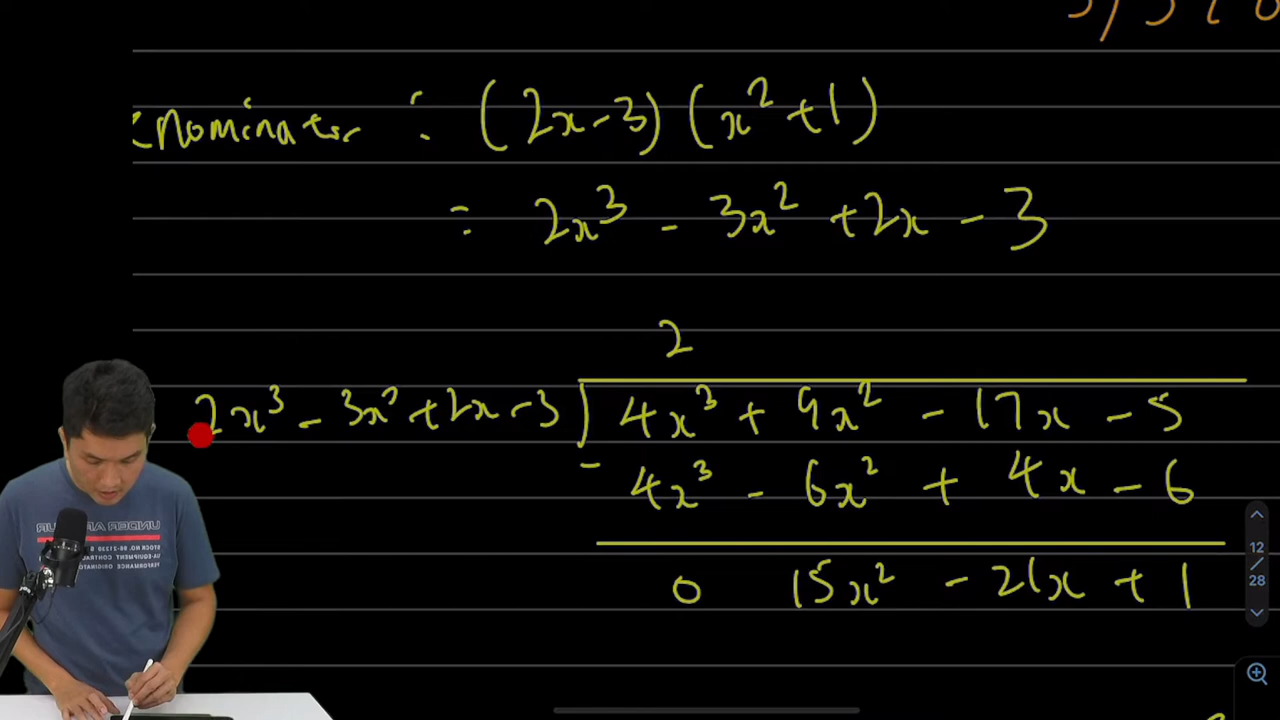 : (2x-3)(x²+1)
= 2x³ - 3x² + 2x - 3
2
2x³ - 3x² + 2x - 3 ) 4x³ + 9x² - 17x - 5
- 4x³ - 6x² + 4x - 6
0 15x² - 21x + 1
12
/
28